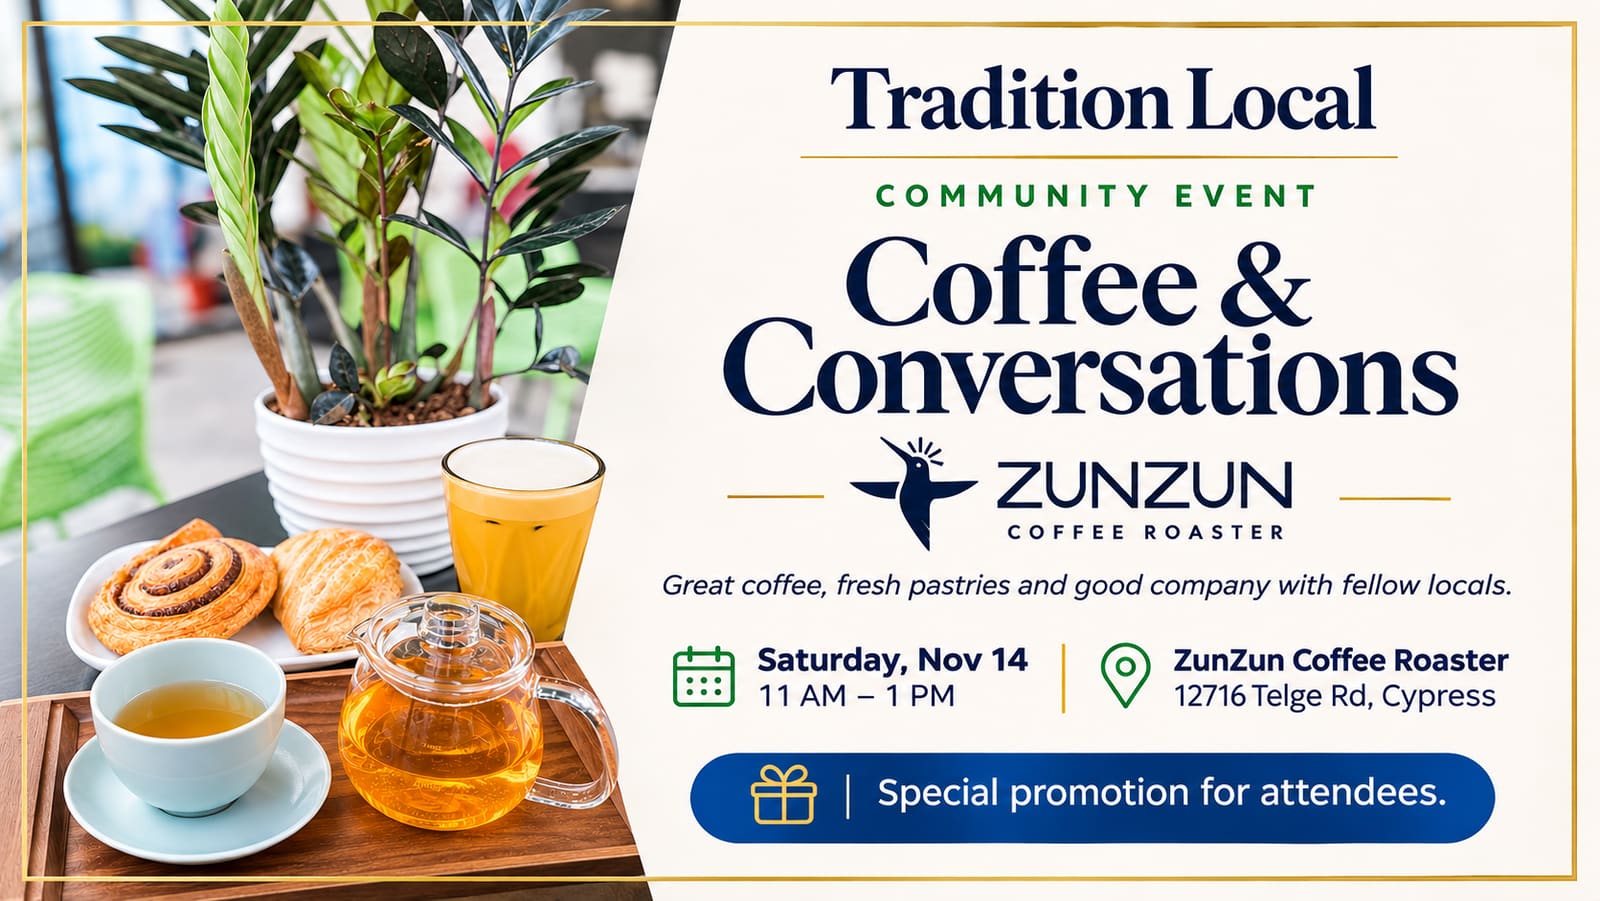 Tradition Local
COMMUNITY EVENT
Coffee &
Conversations
ZUNZUN
COFFEE ROASTER
Great coffee, fresh pastries and good company with fellow locals.
Saturday, Nov 14
11 AM – 1 PM
ZunZun Coffee Roaster
12716 Telge Rd, Cypress
Special promotion for attendees.